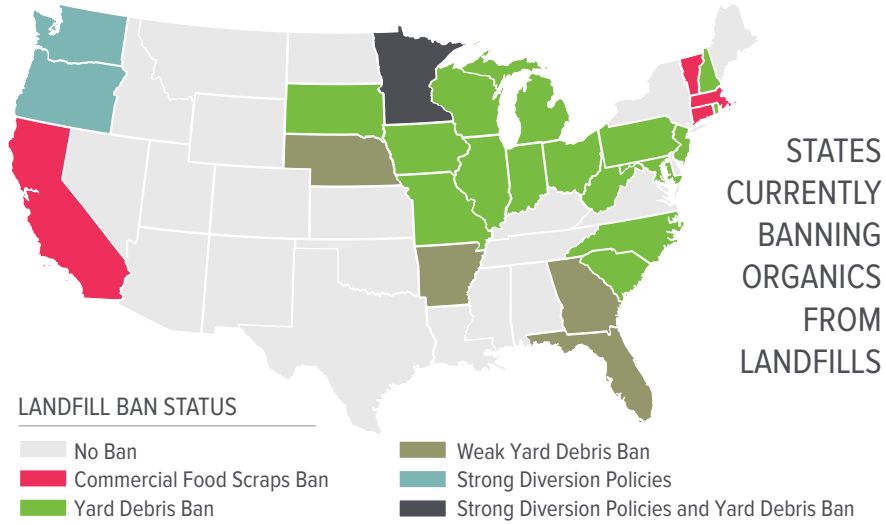 STATES
CURRENTLY
BANNING
ORGANICS
FROM
LANDFILLS
LANDFILL BAN STATUS
No Ban
Commercial Food Scraps Ban
Yard Debris Ban
Weak Yard Debris Ban
Strong Diversion Policies
Strong Diversion Policies and Yard Debris Ban